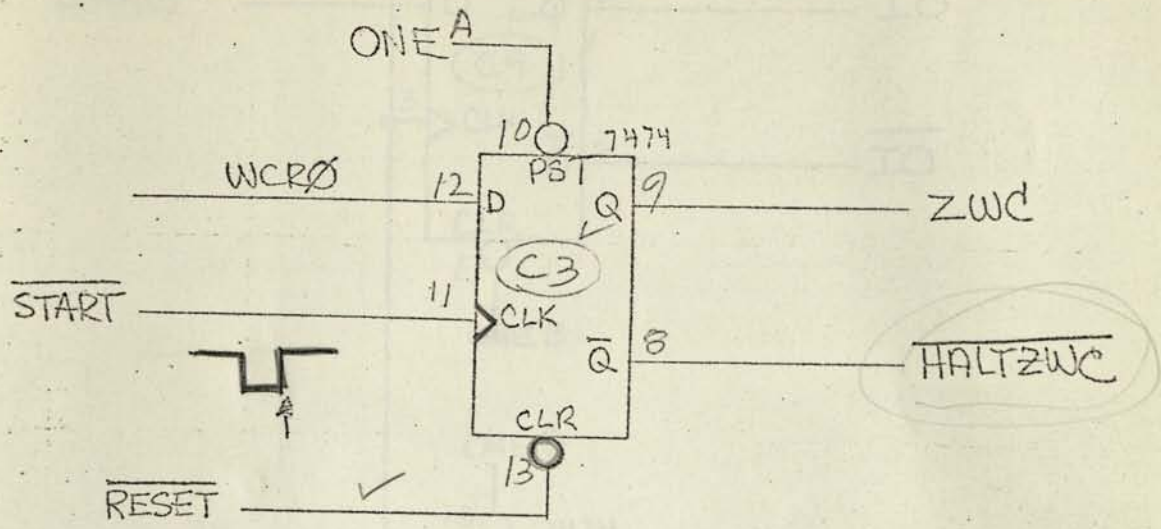 ONE A
10 7474
PST
WCRØ 12 D Q 9 ZWC
C3
START 11 CLK
Q 8 HALTZWC
CLR
13
RESET